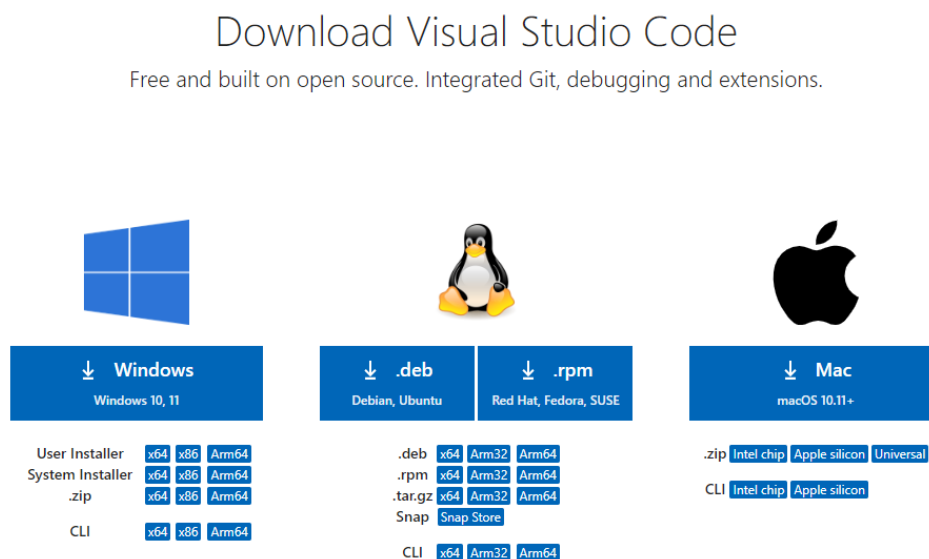 Download Visual Studio Code
Free and built on open source. Integrated Git, debugging and extensions.
Windows
Windows 10, 11
User Installer x64 x86 Arm64
System Installer x64 x86 Arm64
.zip x64 x86 Arm64
CLI x64 x86 Arm64
.deb
Debian, Ubuntu
.rpm
Red Hat, Fedora, SUSE
.deb x64 Arm32 Arm64
.rpm x64 Arm32 Arm64
.tar.gz x64 Arm32 Arm64
Snap Snap Store
CLI x64 Arm32 Arm64
Mac
macOS 10.11+
.zip Intel chip Apple silicon Universal
CLI Intel chip Apple silicon